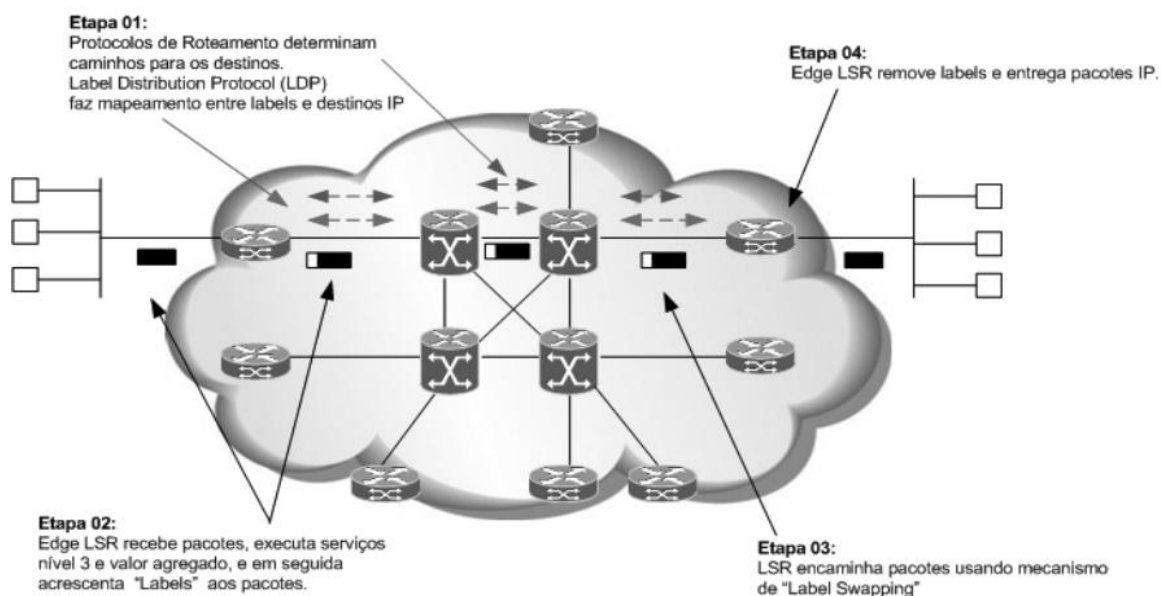 Etapa 01:
Protocolos de Roteamento determinam
caminhos para os destinos.
Label Distribution Protocol (LDP)
faz mapeamento entre labels e destinos IP
Etapa 04:
Edge LSR remove labels e entrega pacotes IP.
Etapa 02:
Edge LSR recebe pacotes, executa serviços
nível 3 e valor agregado, e em seguida
acrescenta "Labels" aos pacotes.
Etapa 03:
LSR encaminha pacotes usando mecanismo
de "Label Swapping"